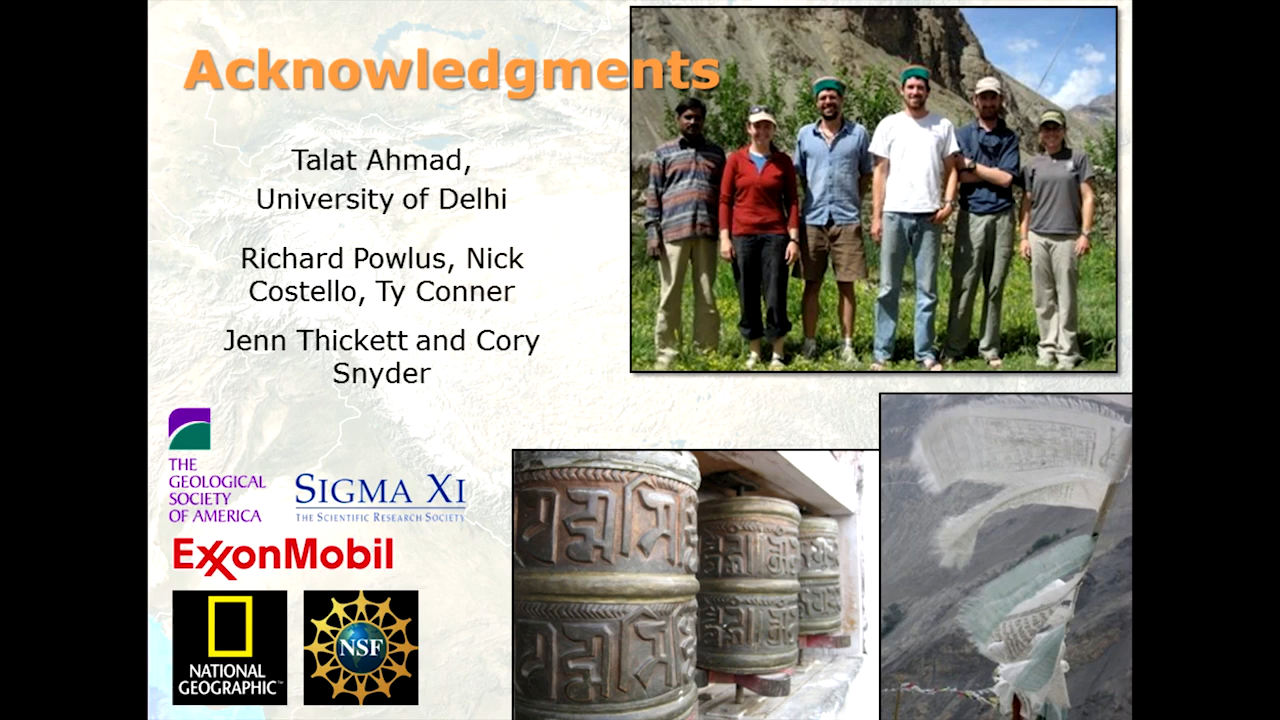 Acknowledgments
Talat Ahmad,
University of Delhi
Richard Powlus, Nick
Costello, Ty Conner
Jenn Thickett and Cory
Snyder
THE
GEOLOGICAL
SOCIETY
OF AMERICA
SIGMA XI
THE SCIENTIFIC RESEARCH SOCIETY
ExxonMobil
NATIONAL
GEOGRAPHIC™
NSF